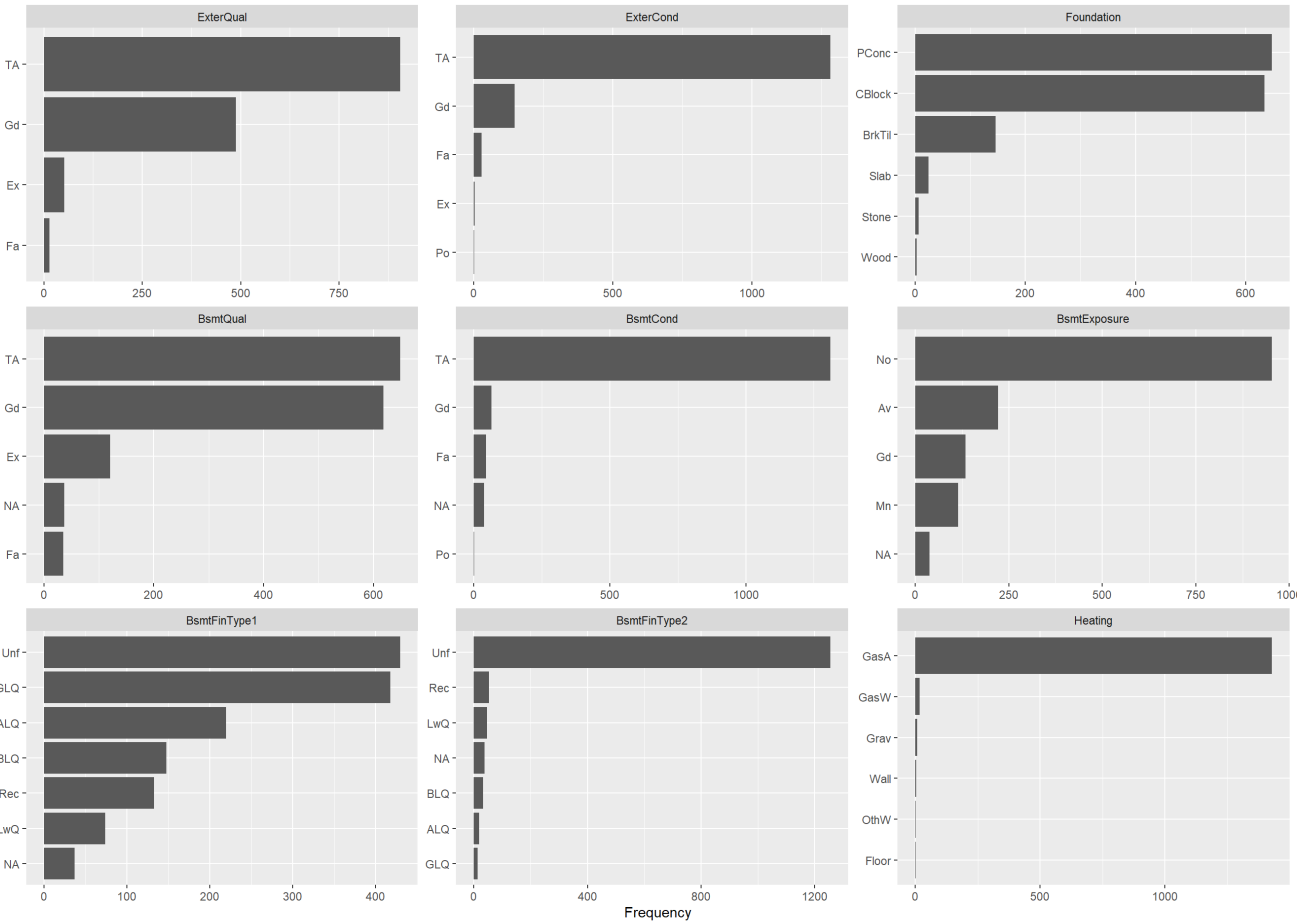 ExterQual
TA
Gd
Ex
Fa
0 250 500 750
ExterCond
TA
Gd
Fa
Ex
Po
0 500 1000
Foundation
PConc
CBlock
BrkTil
Slab
Stone
Wood
0 200 400 600
BsmtQual
TA
Gd
Ex
NA
Fa
0 200 400 600
BsmtCond
TA
Gd
Fa
NA
Po
0 500 1000
BsmtExposure
No
Av
Gd
Mn
NA
0 250 500 750 100
BsmtFinType1
Unf
GLQ
ALQ
BLQ
Rec
LwQ
NA
0 100 200 300 400
BsmtFinType2
Unf
Rec
LwQ
NA
BLQ
ALQ
GLQ
0 400 800 1200
Heating
GasA
GasW
Grav
Wall
OthW
Floor
0 500 1000
Frequency